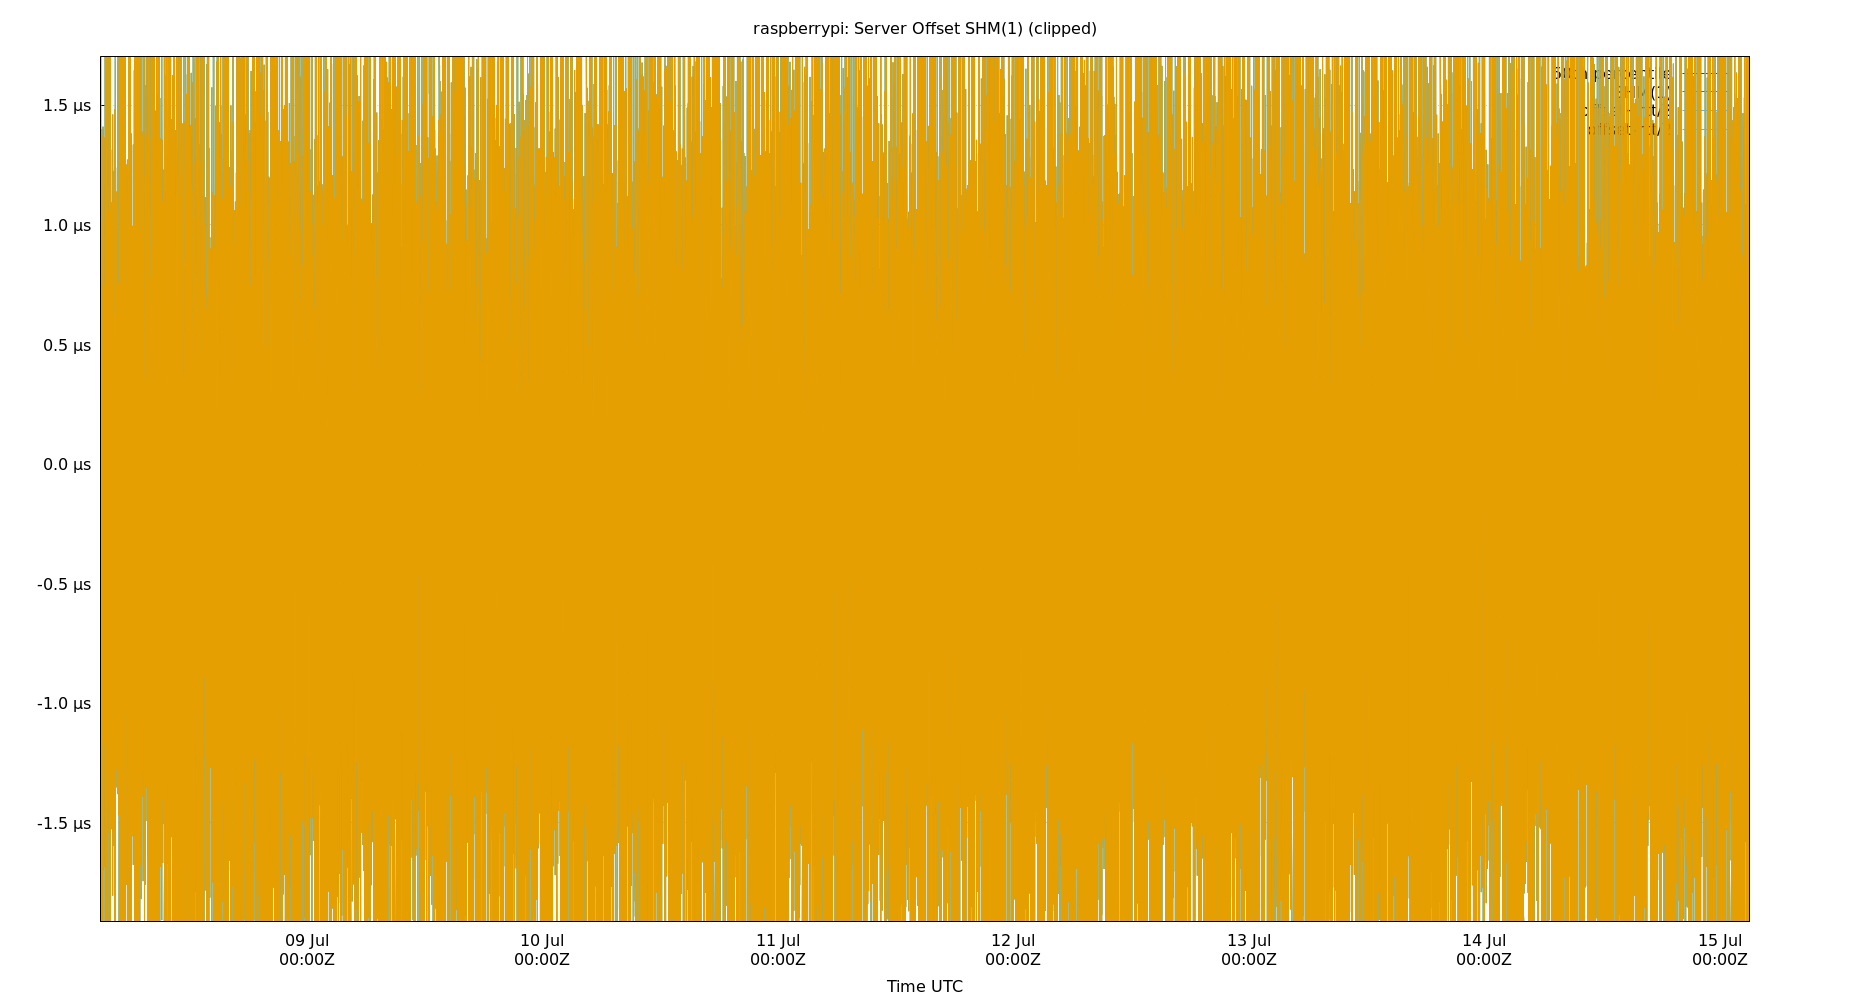 raspberrypi: Server Offset SHM(1) (clipped)
1.5 µs
1.0 µs
0.5 µs
0.0 µs
-0.5 µs
-1.0 µs
-1.5 µs
09 Jul 10 Jul 11 Jul 12 Jul 13 Jul 14 Jul 15 Jul
00:00Z 00:00Z 00:00Z 00:00Z 00:00Z 00:00Z 00:00Z
Time UTC